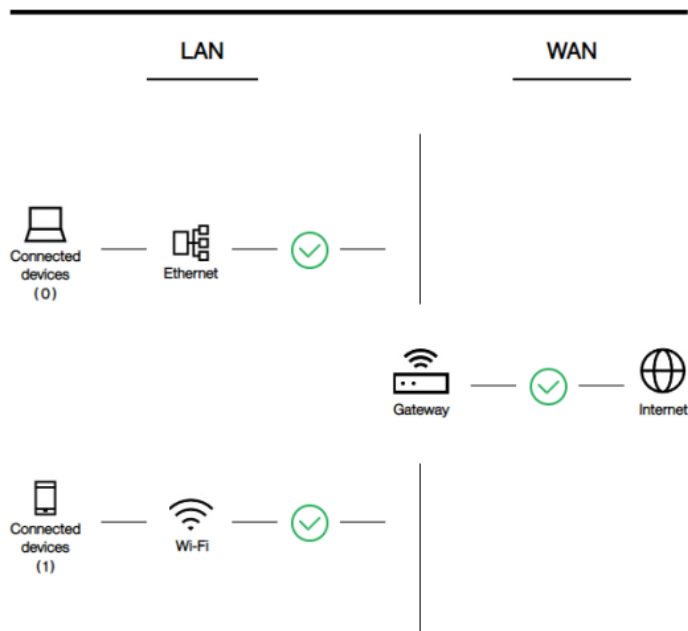 LAN
WAN
Connected
devices
(0)
Ethernet
Gateway
Internet
Connected
devices
(1)
Wi-Fi